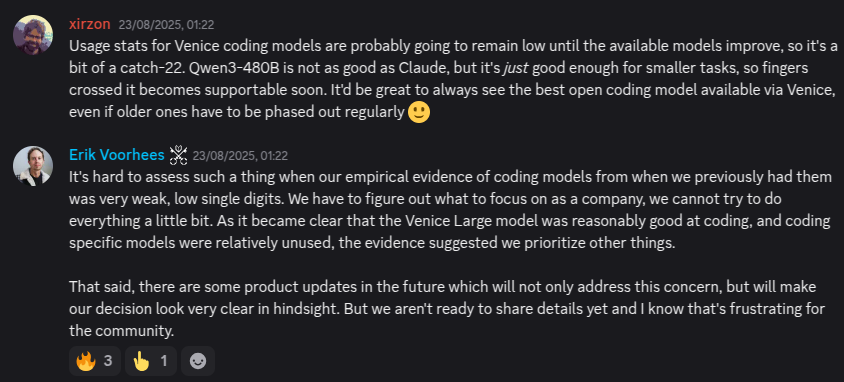 xirzon 23/08/2025, 01:22
Usage stats for Venice coding models are probably going to remain low until the available models improve, so it's a
bit of a catch-22. Qwen3-480B is not as good as Claude, but it's just good enough for smaller tasks, so fingers
crossed it becomes supportable soon. It'd be great to always see the best open coding model available via Venice,
even if older ones have to be phased out regularly 🙂
Erik Voorhees 23/08/2025, 01:22
It's hard to assess such a thing when our empirical evidence of coding models from when we previously had them
was very weak, low single digits. We have to figure out what to focus on as a company, we cannot try to do
everything a little bit. As it became clear that the Venice Large model was reasonably good at coding, and coding
specific models were relatively unused, the evidence suggested we prioritize other things.
That said, there are some product updates in the future which will not only address this concern, but will make
our decision look very clear in hindsight. But we aren't ready to share details yet and I know that's frustrating for
the community.
🔥 3 👆 1